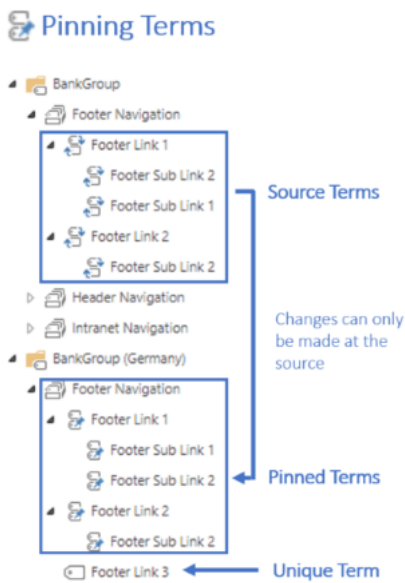 Pinning Terms
BankGroup
Footer Navigation
Footer Link 1
Footer Sub Link 2
Footer Sub Link 1
Footer Link 2
Footer Sub Link 2
Header Navigation
Intranet Navigation
BankGroup (Germany)
Footer Navigation
Footer Link 1
Footer Sub Link 1
Footer Sub Link 2
Footer Link 2
Footer Sub Link 2
Footer Link 3
Source Terms
Changes can only
be made at the
source
Pinned Terms
Unique Term